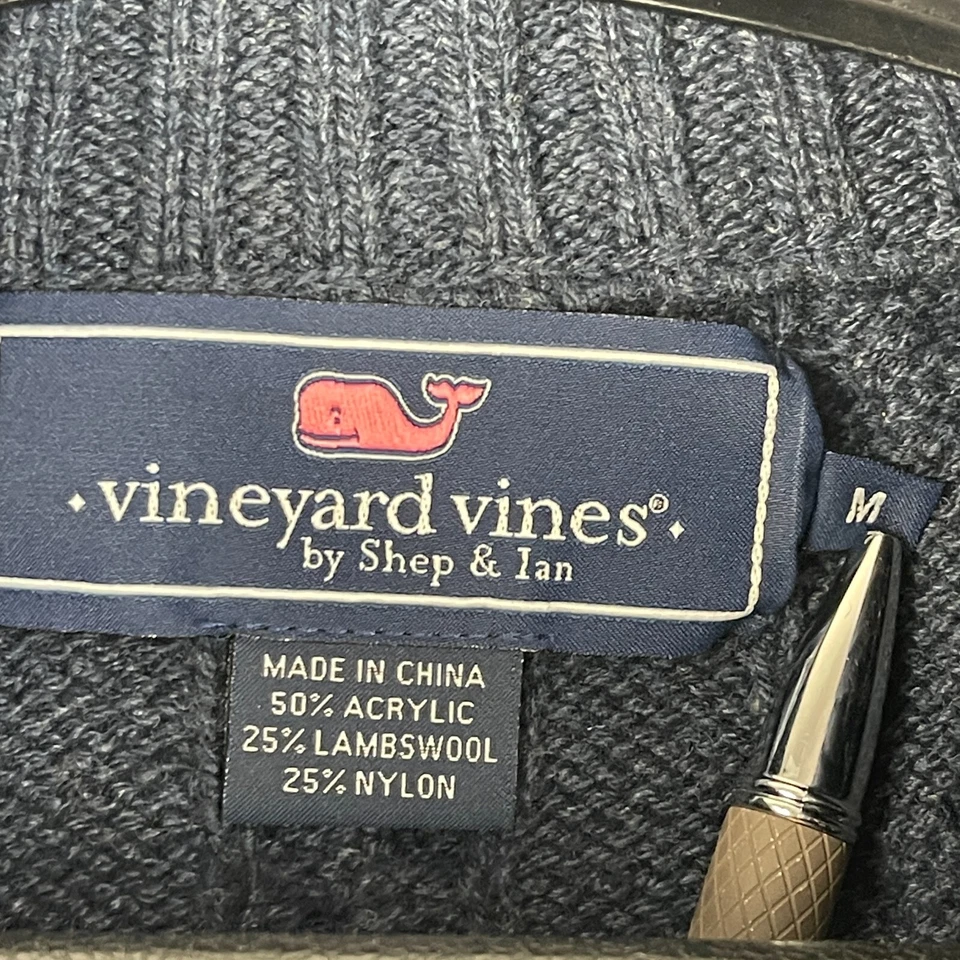 · vineyard vines® ·
by Shep & Ian
M
MADE IN CHINA
50% ACRYLIC
25% LAMBSWOOL
25% NYLON